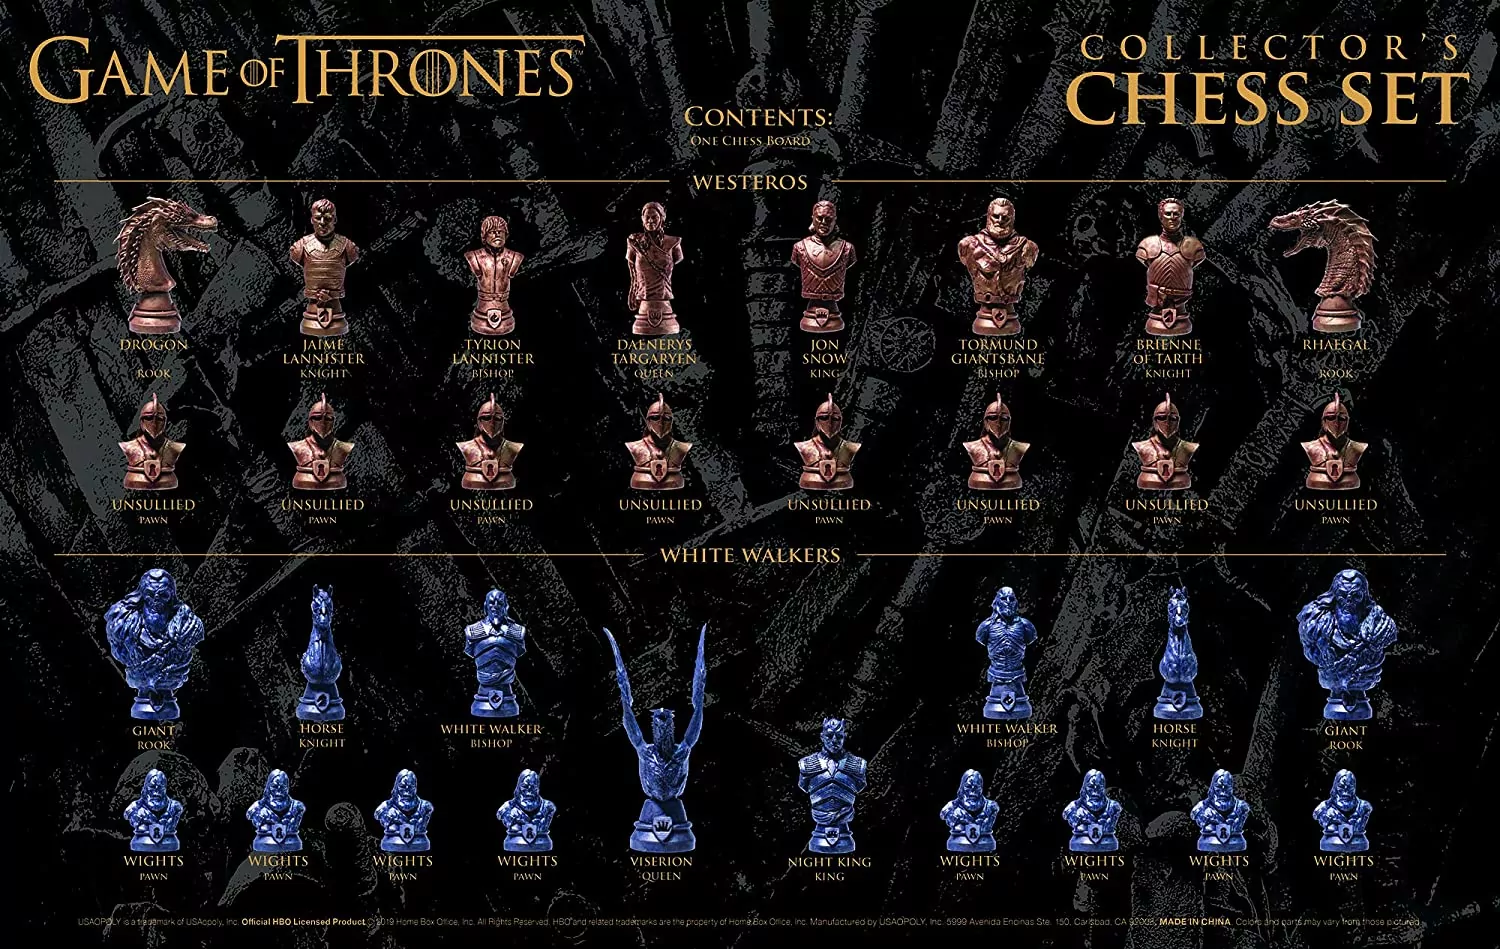 GAME OF THRONES
COLLECTOR'S
CHESS SET
CONTENTS:
ONE CHESS BOARD
WESTEROS
DROGON
ROOK
JAIME
LANNISTER
KNIGHT
TYRION
LANNISTER
BISHOP
DAENERYS
TARGARYEN
QUEEN
JON
SNOW
KING
TORMUND
GIANTSBANE
BISHOP
BRIENNE
OF TARTH
KNIGHT
RHAEGAL
ROOK
UNSULLIED
PAWN
UNSULLIED
PAWN
UNSULLIED
PAWN
UNSULLIED
PAWN
UNSULLIED
PAWN
UNSULLIED
PAWN
UNSULLIED
PAWN
UNSULLIED
PAWN
WHITE WALKERS
GIANT
ROOK
HORSE
KNIGHT
WHITE WALKER
BISHOP
WHITE WALKER
BISHOP
HORSE
KNIGHT
GIANT
ROOK
WIGHTS
PAWN
WIGHTS
PAWN
WIGHTS
PAWN
WIGHTS
PAWN
VISERION
QUEEN
NIGHT KING
KING
WIGHTS
PAWN
WIGHTS
PAWN
WIGHTS
PAWN
WIGHTS
PAWN
USAOPOLY is a trademark of USAopoly, Inc. Official HBO Licensed Product © 2019 Home Box Office, Inc. All Rights Reserved. HBO and related trademarks are the property of Home Box Office, Inc. Manufactured by USAOPOLY, Inc. 5999 Avenida Encinas Ste. 150, Carlsbad, CA 92008. MADE IN CHINA. Colors and parts may vary from those pictured.